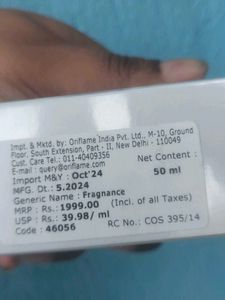 Impt. & Mktd. by: Oriflame India Pvt. Ltd., M-10, Ground
Floor, South Extension, Part - II, New Delhi - 110049
Cust. Care Tel.: 011-40409356
E-mail : query@oriflame.com
Net Content :
Import M&Y : Oct'24
50 ml
MFG. Dt.: 5.2024
Generic Name : Fragnance
MRP : Rs.: 1999.00 (Incl. of all Taxes)
USP : Rs.: 39.98/ ml
Code : 46056
RC No.: COS 395/14